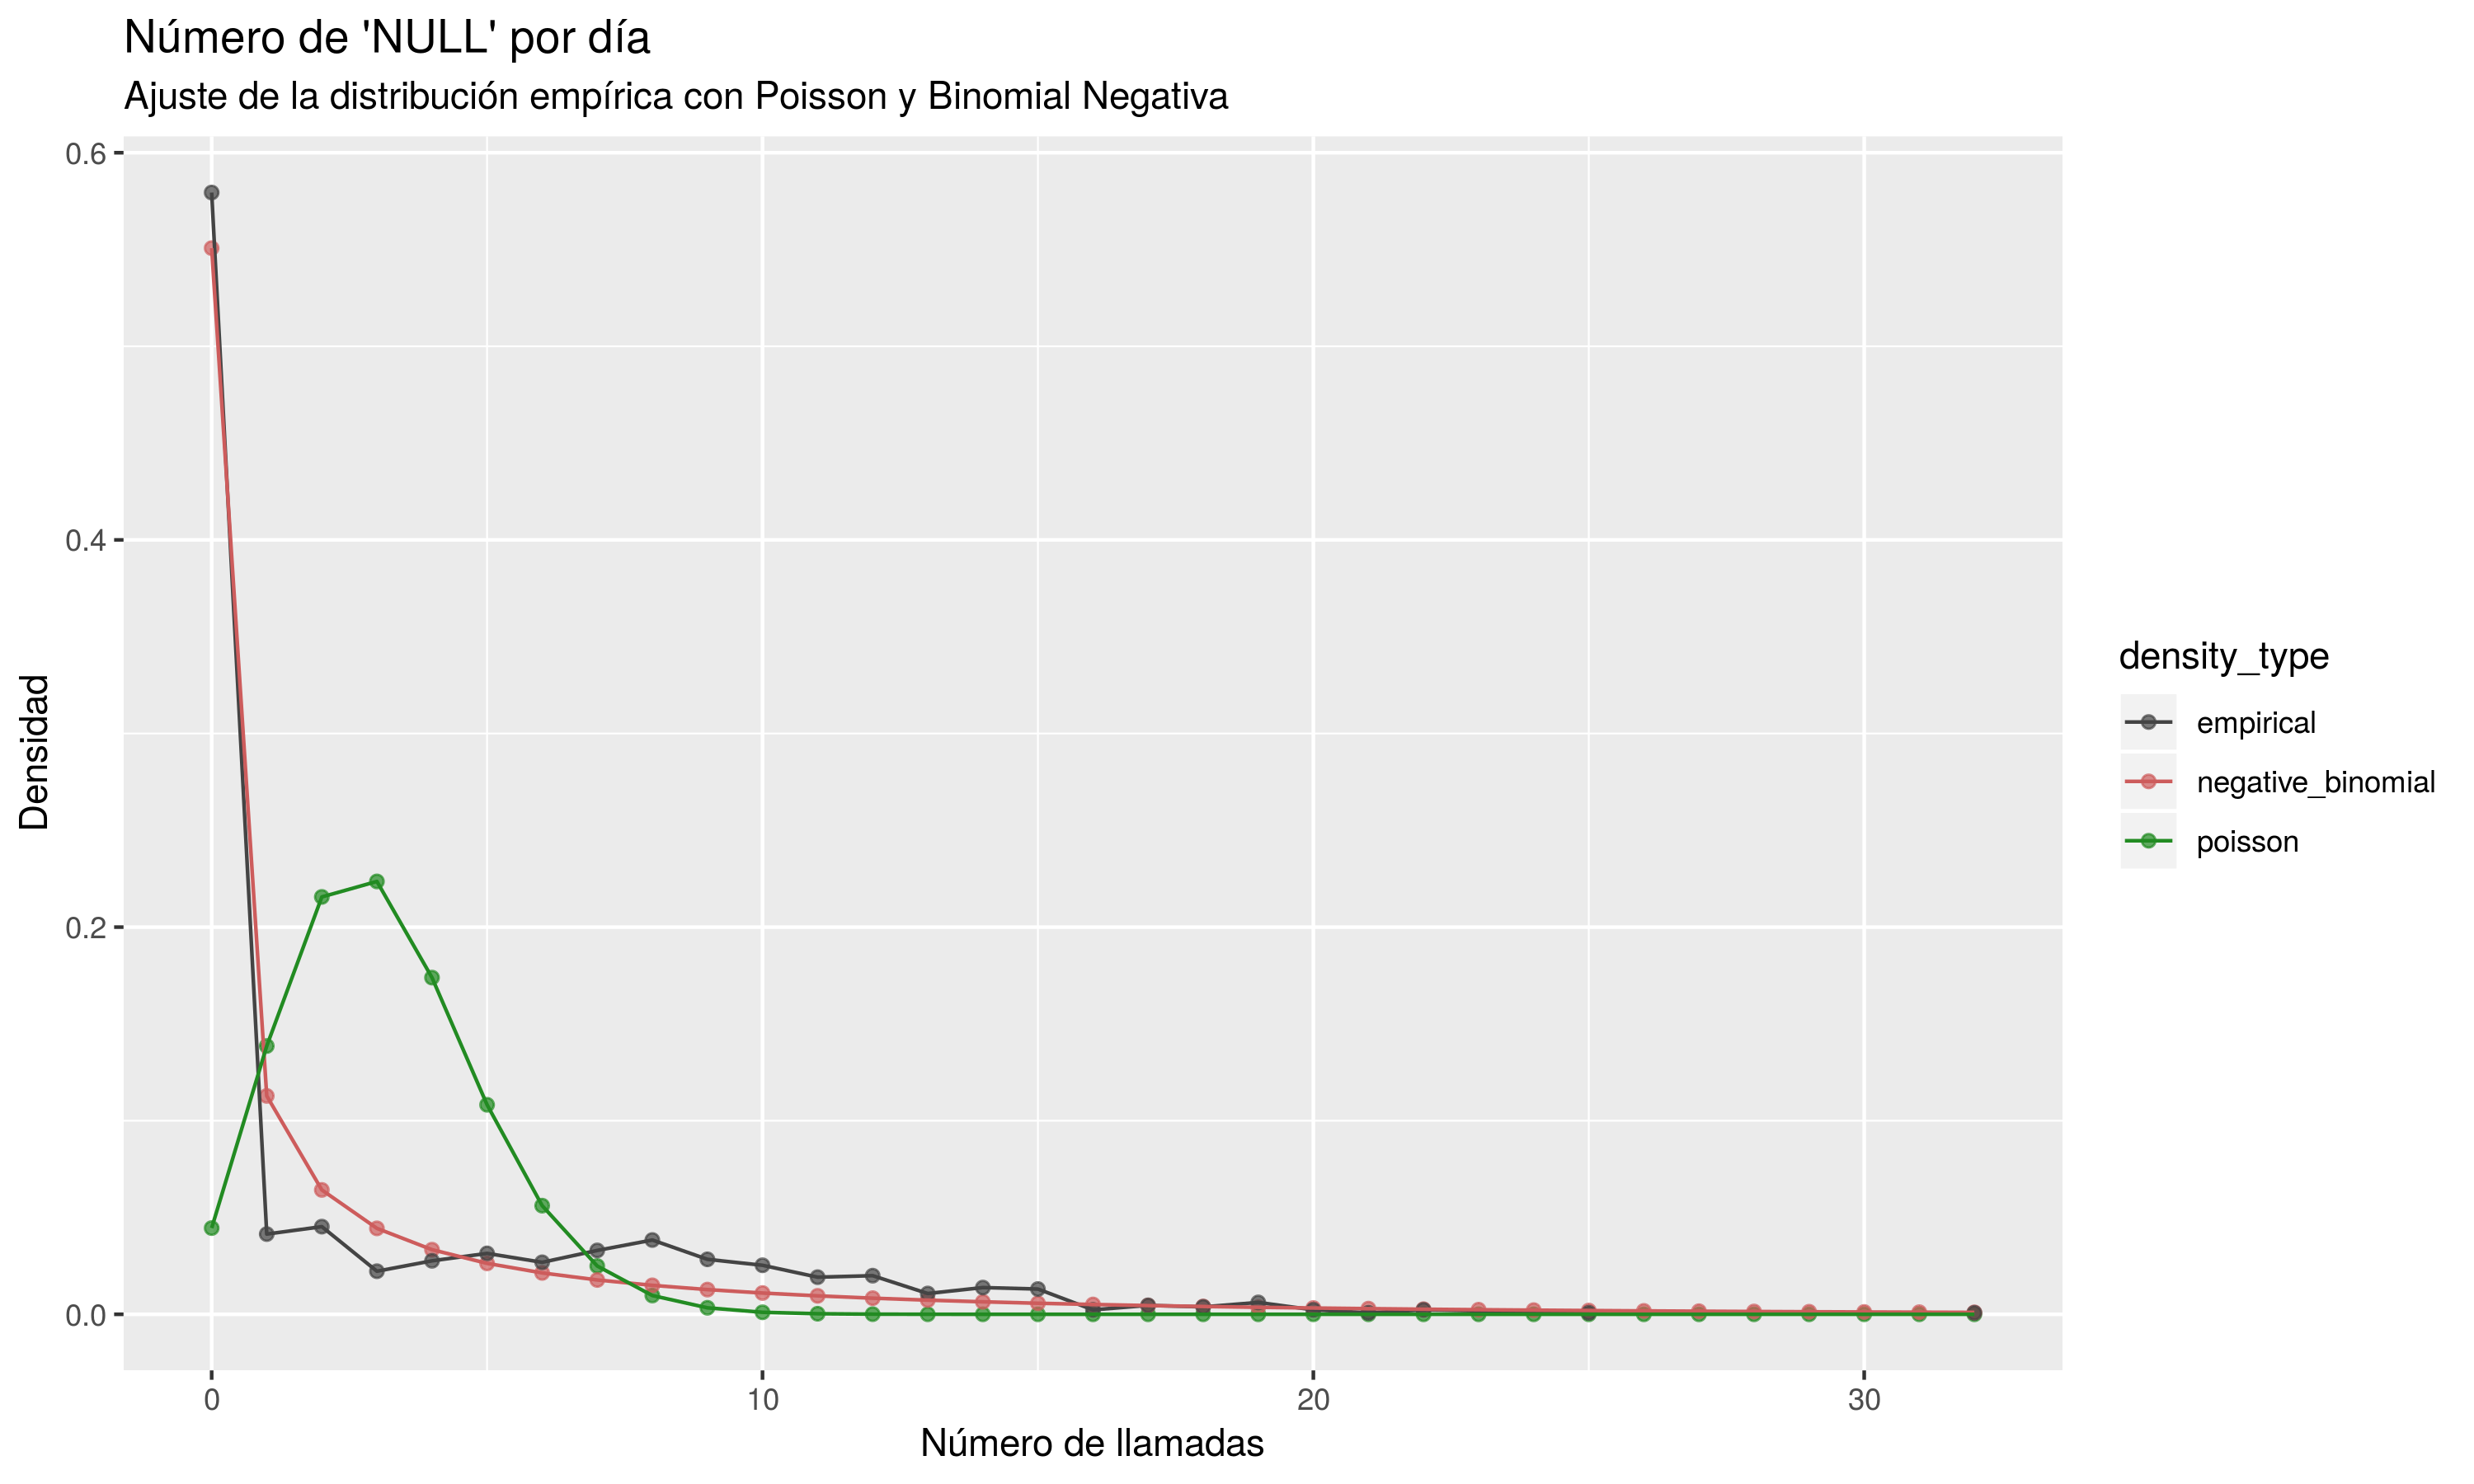 Número de 'NULL' por día
Ajuste de la distribución empírica con Poisson y Binomial Negativa
0.6
0.4
0.2
0.0
Densidad
0
10
20
30
Número de llamadas
density_type
empirical
negative_binomial
poisson